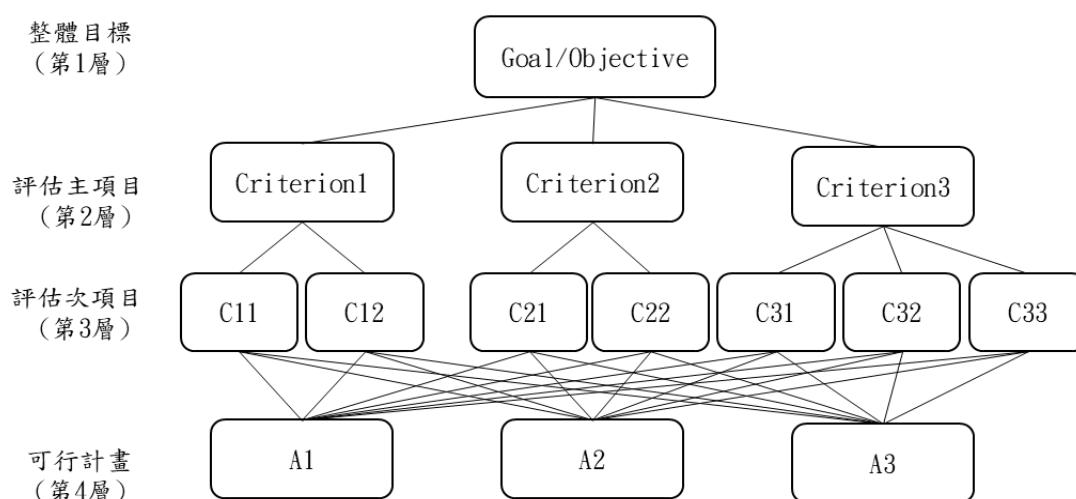 整體目標
（第1層）
Goal/Objective
評估主項目
（第2層）
Criterion1
Criterion2
Criterion3
評估次項目
（第3層）
C11
C12
C21
C22
C31
C32
C33
可行計畫
（第4層）
A1
A2
A3